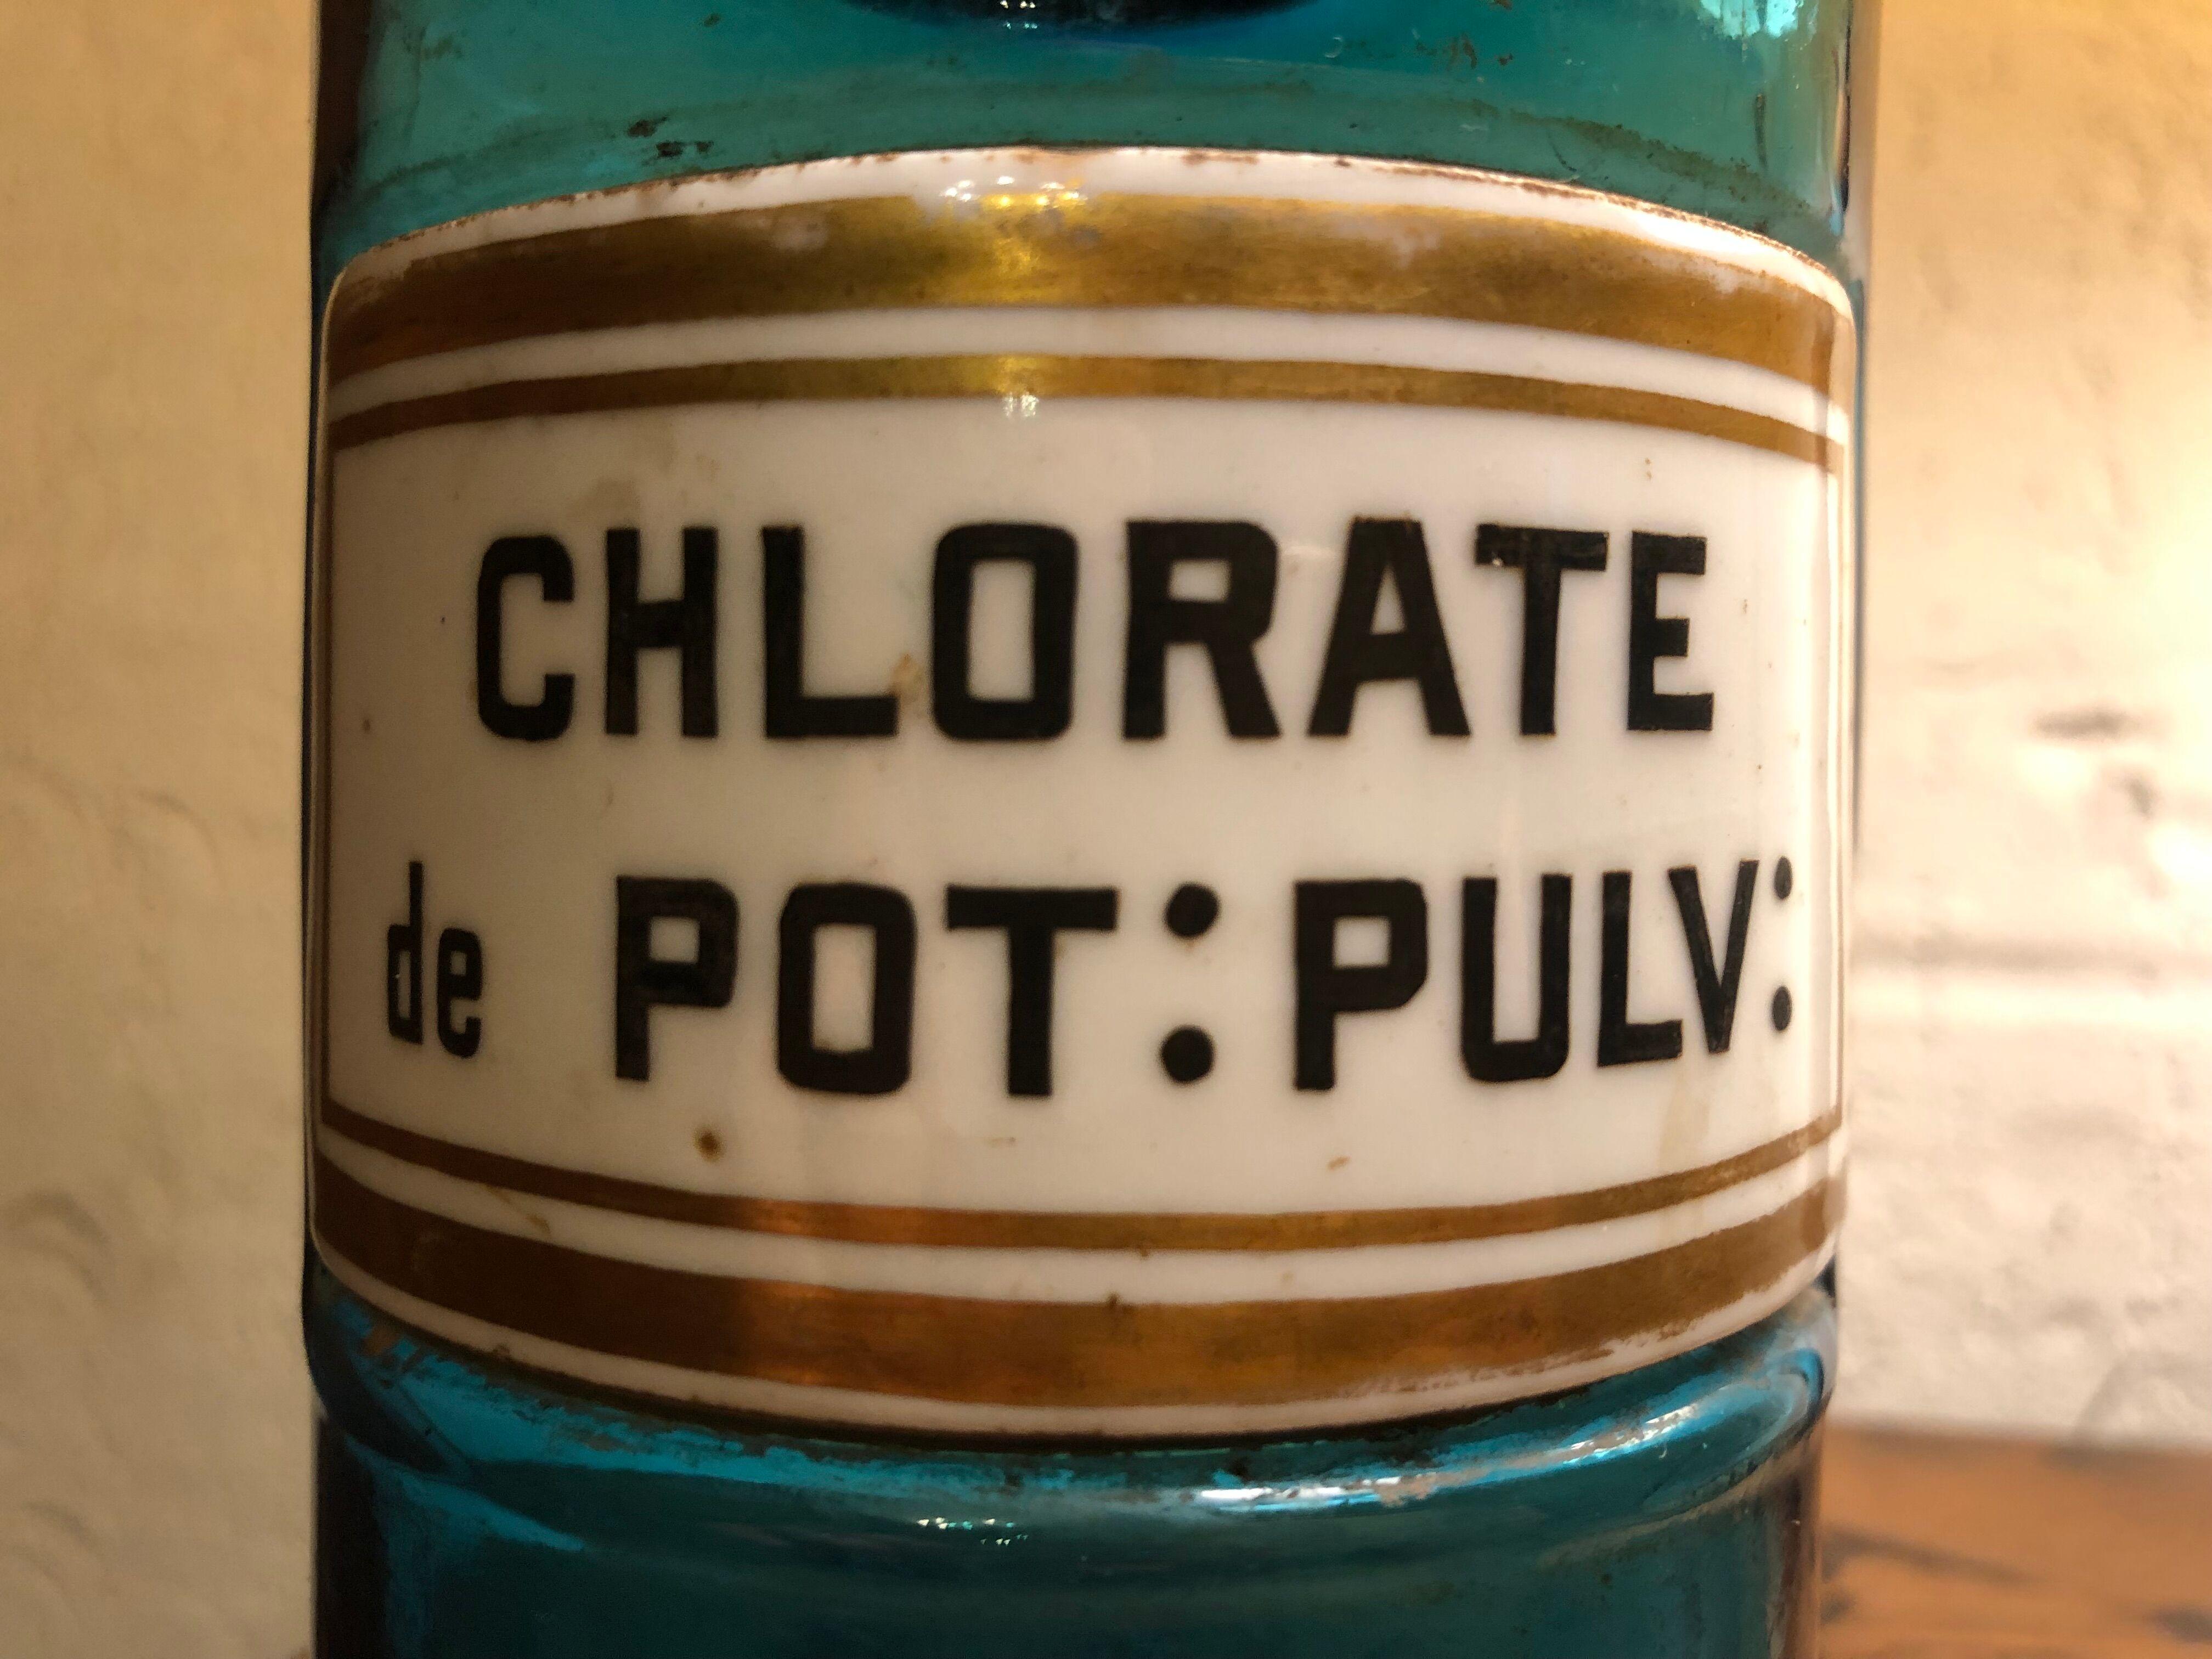 CHLORATE
de POT: PULV: